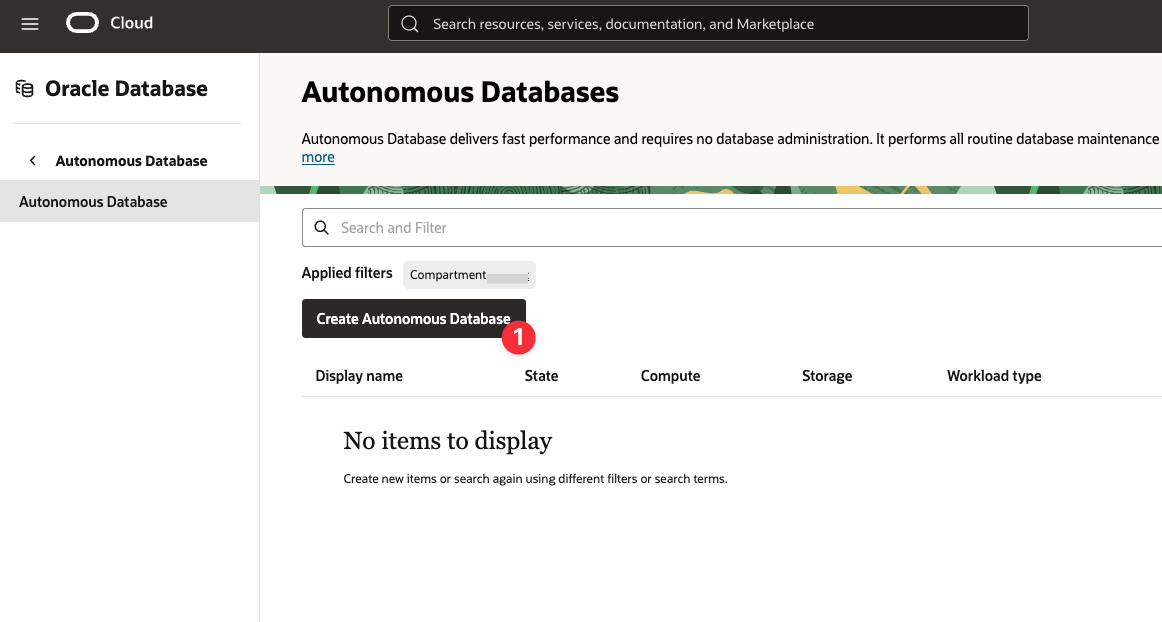 Cloud
Search resources, services, documentation, and Marketplace
Oracle Database
Autonomous Database
Autonomous Database
Autonomous Databases
Autonomous Database delivers fast performance and requires no database administration. It performs all routine database maintenance
more
Search and Filter
Applied filters
Compartment
Create Autonomous Database
1
Display name State Compute Storage Workload type
No items to display
Create new items or search again using different filters or search terms.